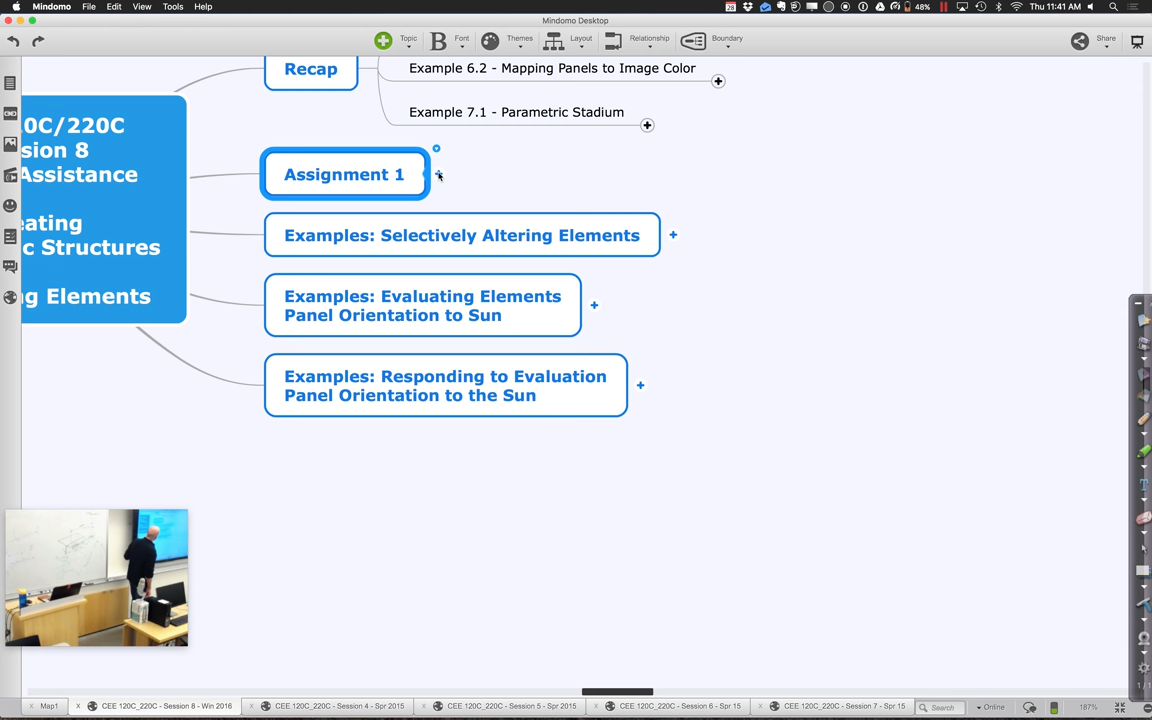 Mindomo File Edit View Tools Help
28 48% Thu 11:41 AM
Mindomo Desktop
Topic Font Themes Layout Relationship Boundary Share
Recap
Example 6.2 - Mapping Panels to Image Color
Example 7.1 - Parametric Stadium
0C/220C
sion 8
Assistance
eating
c Structures
g Elements
Assignment 1
Examples: Selectively Altering Elements
Examples: Evaluating Elements
Panel Orientation to Sun
Examples: Responding to Evaluation
Panel Orientation to the Sun
Map1
CEE 120C_220C - Session 8 - Win 2016
CEE 120C_220C - Session 4 - Spr 2015
CEE 120C_220C - Session 5 - Spr 2015
CEE 120C_220C - Session 6 - Spr 15
CEE 120C_220C - Session 7 - Spr 15
Search
Online
187%